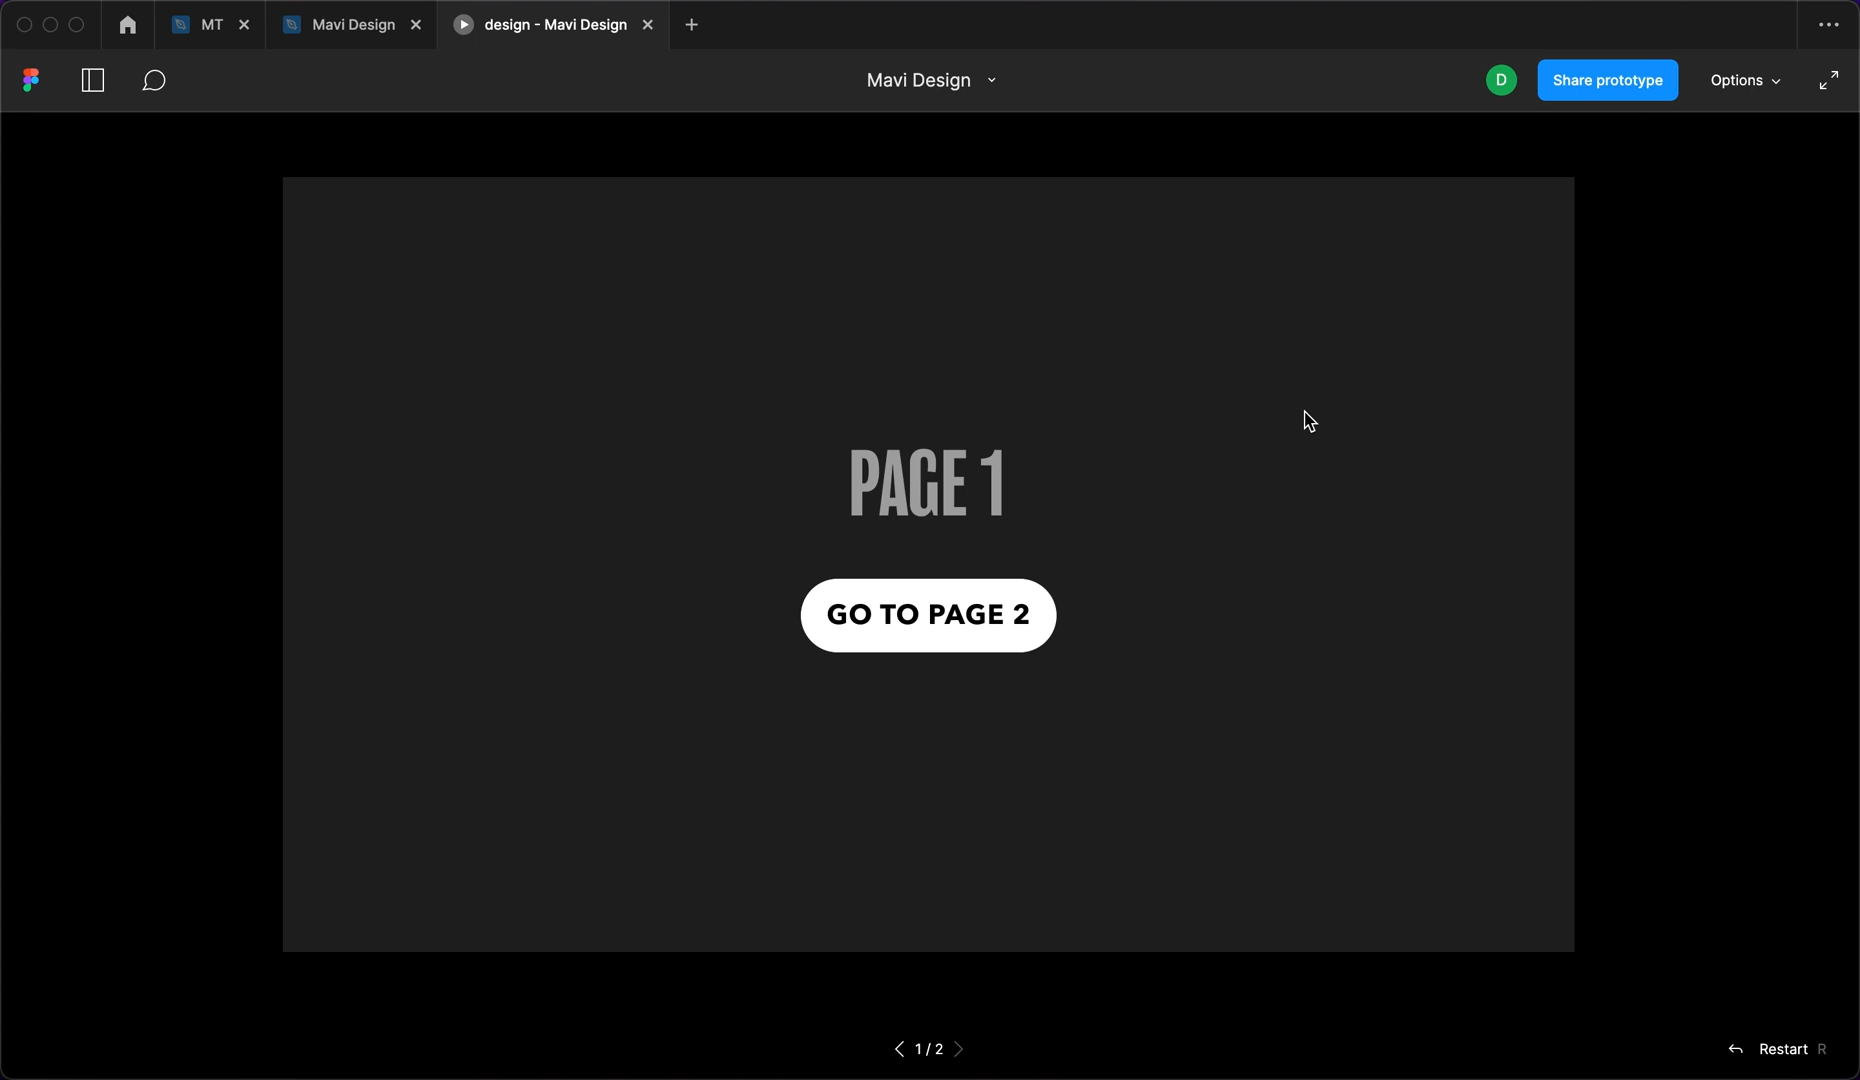 MT
Mavi Design
design - Mavi Design
Mavi Design
D
Share prototype
Options
PAGE 1
GO TO PAGE 2
1 / 2
Restart R